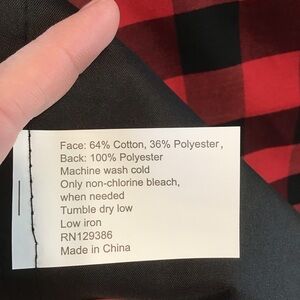 Face: 64% Cotton, 36% Polyester,
Back: 100% Polyester
Machine wash cold
Only non-chlorine bleach,
when needed
Tumble dry low
Low iron
RN129386
Made in China